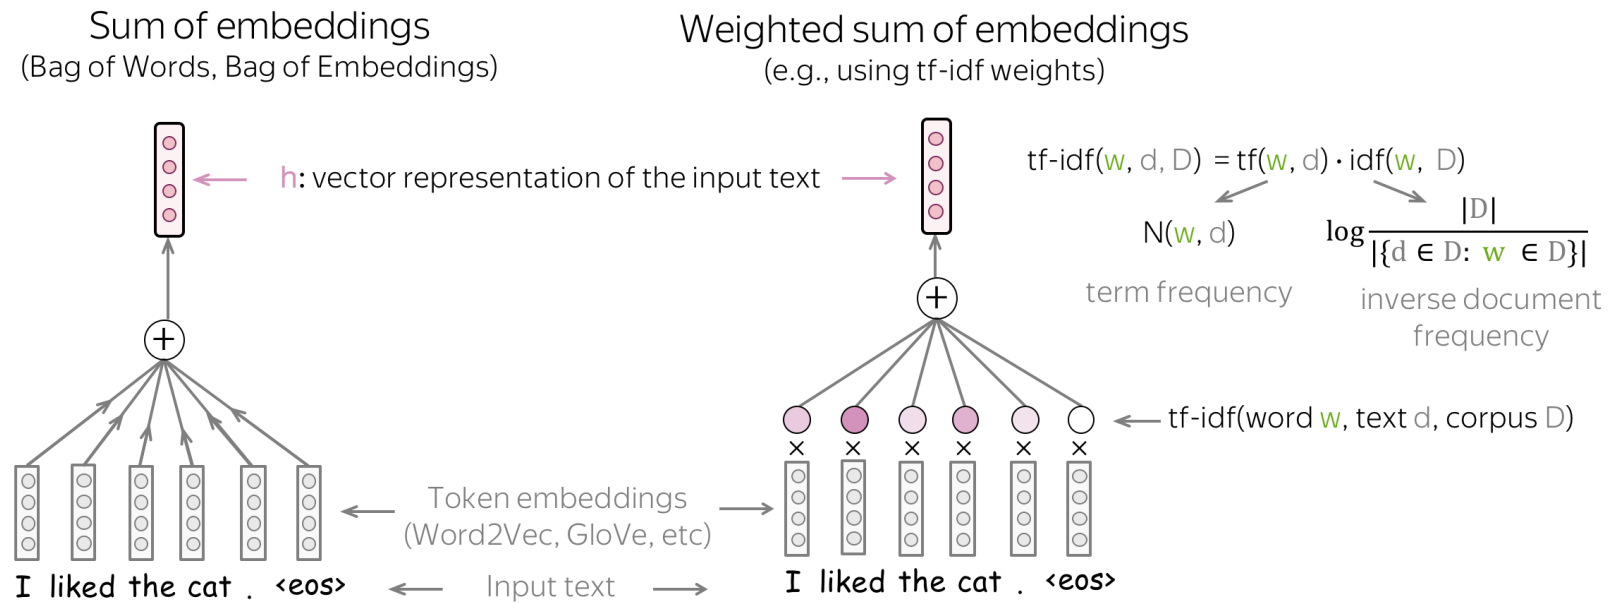 Sum of embeddings
(Bag of Words, Bag of Embeddings)
Weighted sum of embeddings
(e.g., using tf-idf weights)
h: vector representation of the input text
tf-idf(w, d, D) = tf(w, d) · idf(w, D)
N(w, d)
term frequency
log |D| / |{d ∈ D: w ∈ D}|
inverse document
frequency
+
+
tf-idf(word w, text d, corpus D)
× × × × × ×
Token embeddings
(Word2Vec, GloVe, etc)
I liked the cat . <eos>
Input text
I liked the cat . <eos>